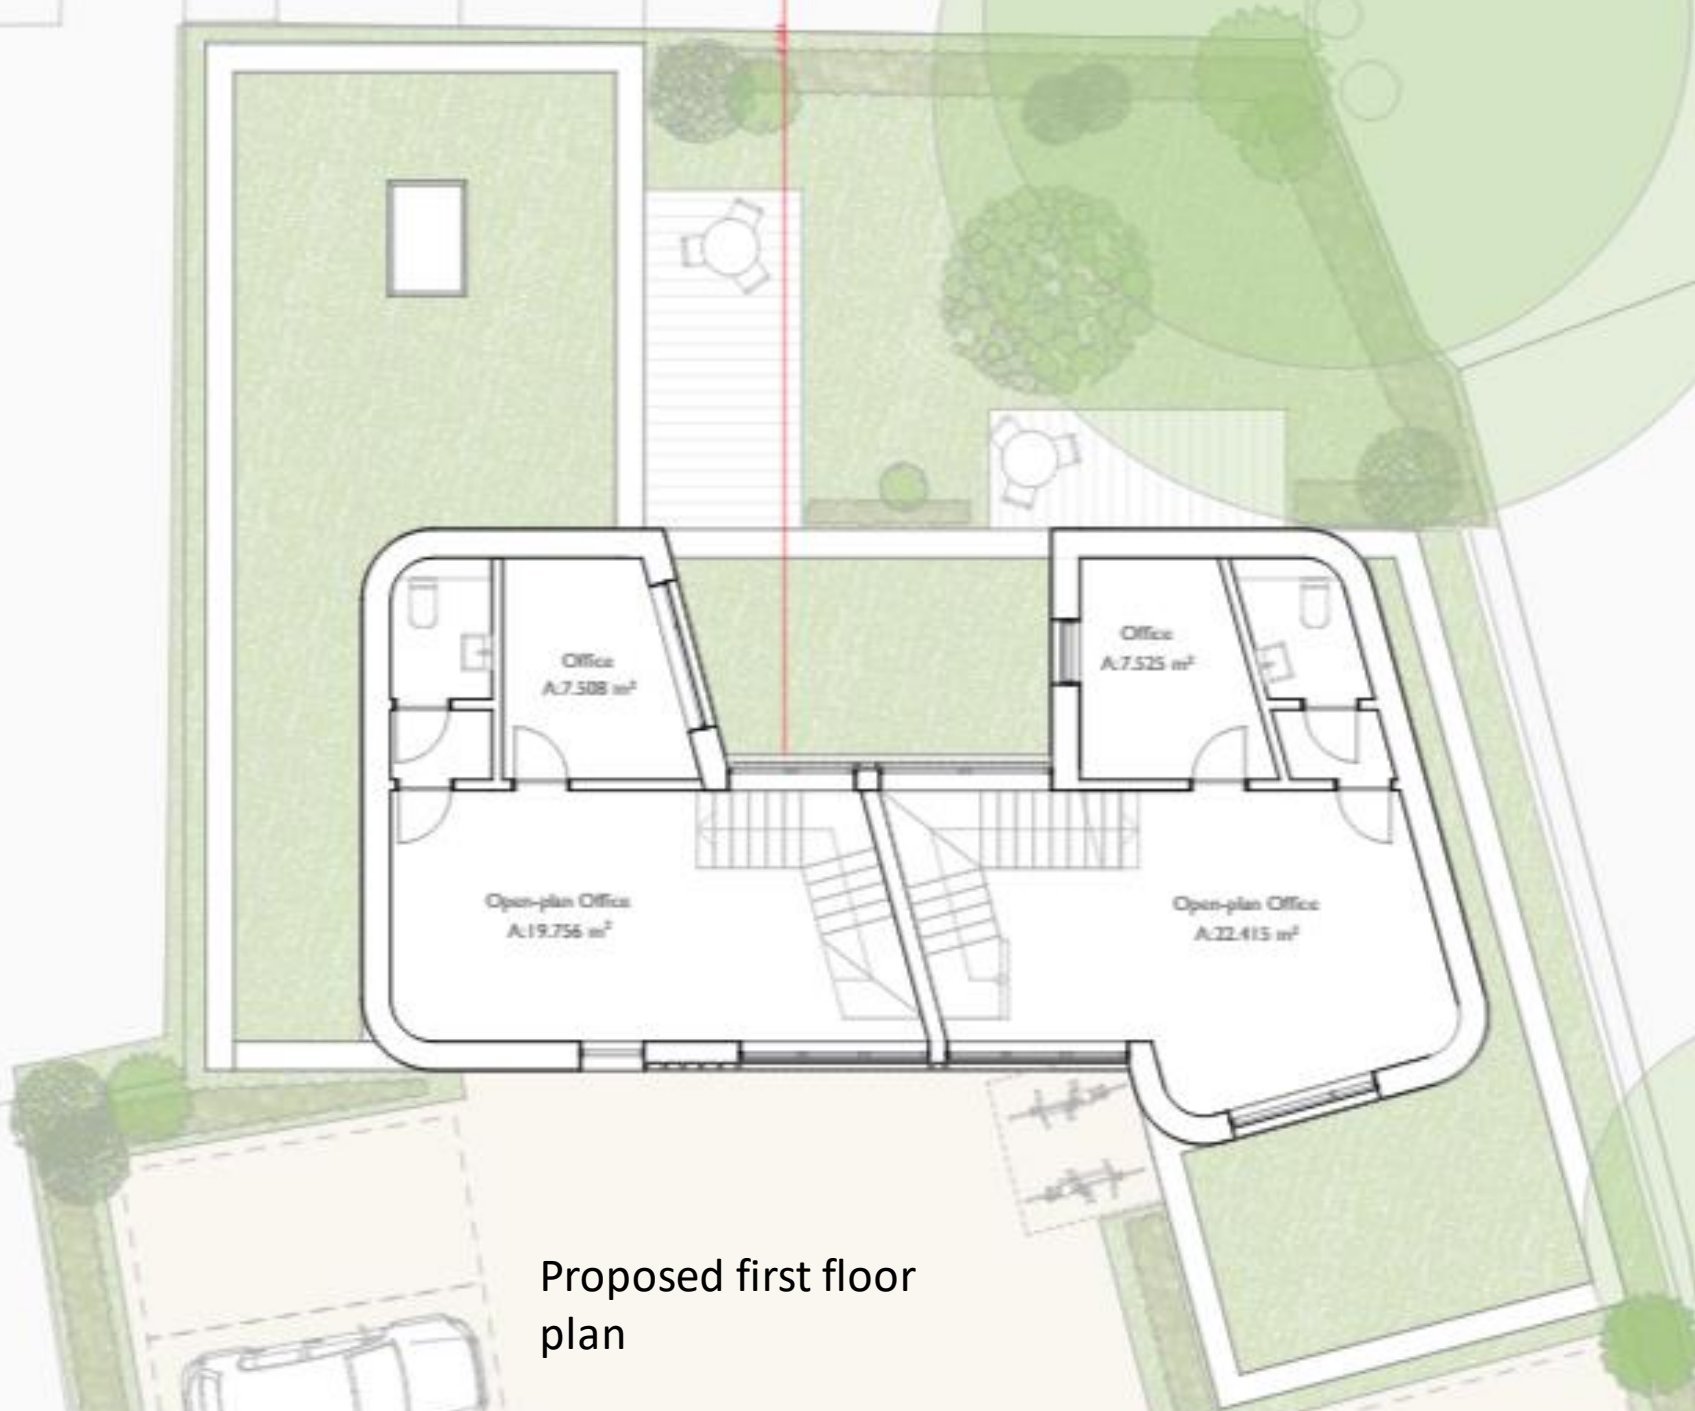 Office
A:7.508 m²
Office
A:7.525 m²
Open-plan Office
A:19.756 m²
Open-plan Office
A:22.415 m²
Proposed first floor
plan